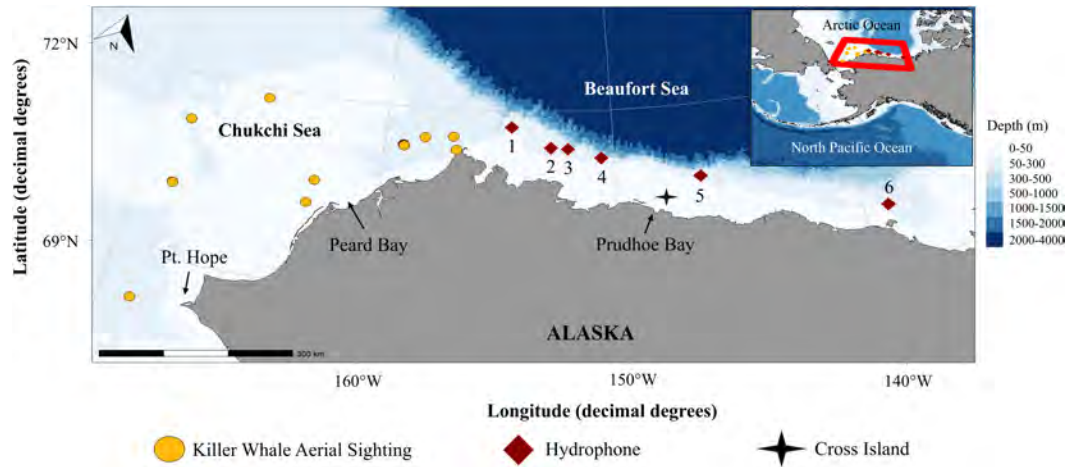 72°N
69°N
Latitude (decimal degrees)
N
Chukchi Sea
Beaufort Sea
Arctic Ocean
North Pacific Ocean
Depth (m)
0-50
50-300
300-500
500-1000
1000-1500
1500-2000
2000-4000
1
2
3
4
5
6
Pt. Hope
Peard Bay
Prudhoe Bay
ALASKA
300 km
160°W
150°W
140°W
Longitude (decimal degrees)
Killer Whale Aerial Sighting
Hydrophone
Cross Island